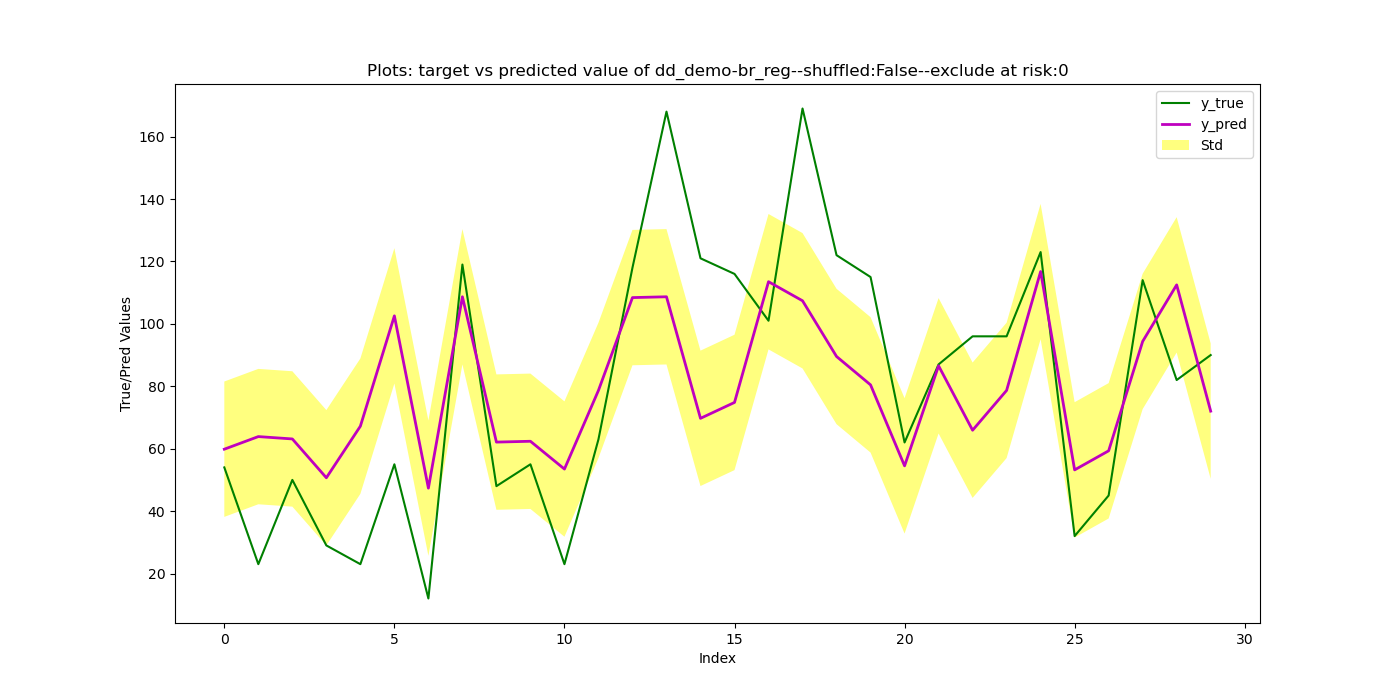 Plots: target vs predicted value of dd_demo-br_reg--shuffled:False--exclude at risk:0
y_true
y_pred
Std
True/Pred Values
160
140
120
100
80
60
40
20
0 5 10 15 20 25 30
Index